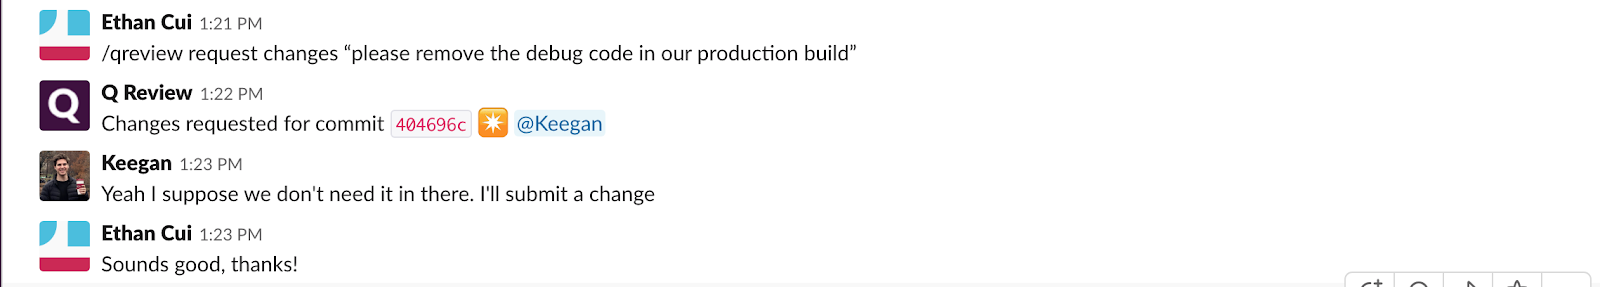 Ethan Cui 1:21 PM
/qreview request changes “please remove the debug code in our production build”
Q Review 1:22 PM
Changes requested for commit 404696c @Keegan
Keegan 1:23 PM
Yeah I suppose we don't need it in there. I'll submit a change
Ethan Cui 1:23 PM
Sounds good, thanks!